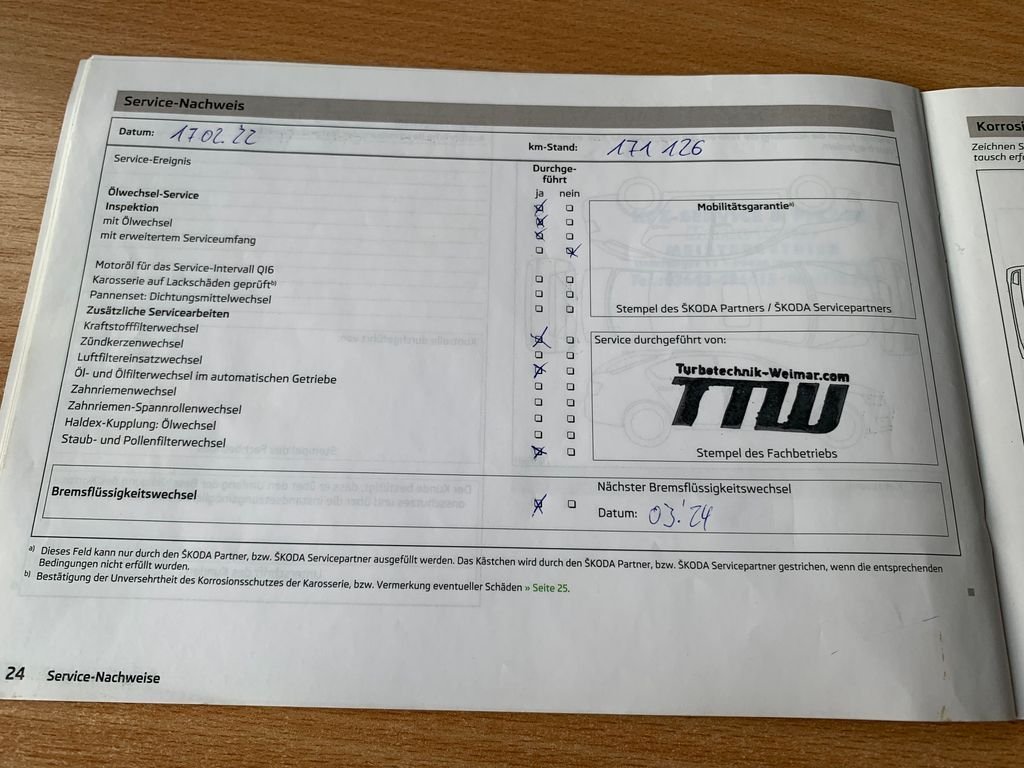 Service-Nachweis
Datum: 17 02. '22 km-Stand: 171 126
Service-Ereignis Durchge-
führt
ja nein
Ölwechsel-Service
Inspektion
mit Ölwechsel
mit erweitertem Serviceumfang
Motoröl für das Service-Intervall QI6
Karosserie auf Lackschäden geprüft b)
Pannenset: Dichtungsmittelwechsel
Zusätzliche Servicearbeiten
Kraftstofffilterwechsel
Zündkerzenwechsel
Luftfiltereinsatzwechsel
Öl- und Ölfilterwechsel im automatischen Getriebe
Zahnriemenwechsel
Zahnriemen-Spannrollenwechsel
Haldex-Kupplung: Ölwechsel
Staub- und Pollenfilterwechsel
Mobilitätsgarantie a)
Stempel des ŠKODA Partners / ŠKODA Servicepartners
Service durchgeführt von:
Turbotechnik-Weimar.com
TTW
Stempel des Fachbetriebs
Bremsflüssigkeitswechsel
Nächster Bremsflüssigkeitswechsel
Datum: 03.'24
a) Dieses Feld kann nur durch den ŠKODA Partner, bzw. ŠKODA Servicepartner ausgefüllt werden. Das Kästchen wird durch den ŠKODA Partner, bzw. ŠKODA Servicepartner gestrichen, wenn die entsprechenden
Bedingungen nicht erfüllt wurden.
b) Bestätigung der Unversehrtheit des Korrosionsschutzes der Karosserie, bzw. Vermerkung eventueller Schäden » Seite 25.
24 Service-Nachweise
Korrosi
Zeichnen S
tausch erfo